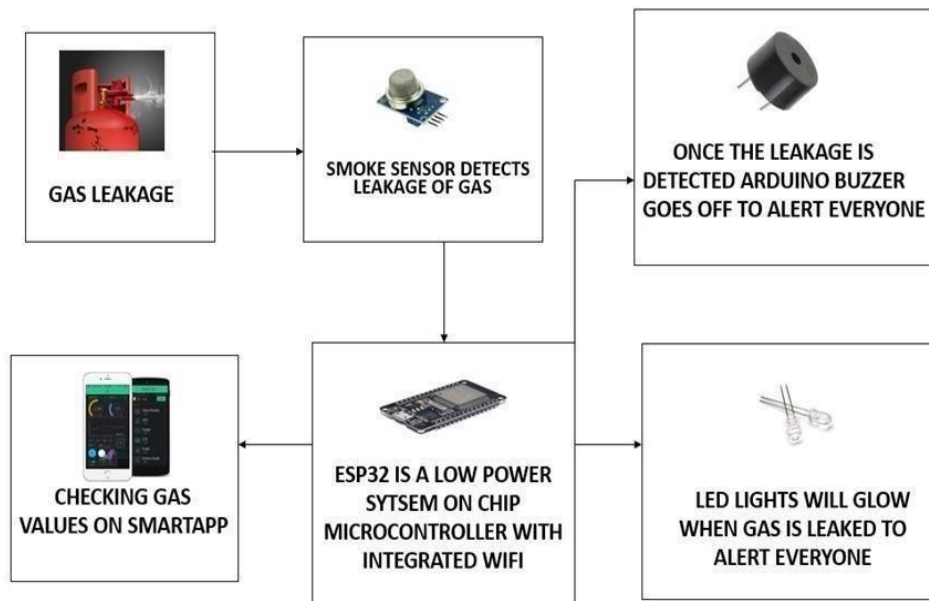 GAS LEAKAGE
SMOKE SENSOR DETECTS
LEAKAGE OF GAS
ONCE THE LEAKAGE IS
DETECTED ARDUINO BUZZER
GOES OFF TO ALERT EVERYONE
CHECKING GAS
VALUES ON SMARTAPP
ESP32 IS A LOW POWER
SYTSEM ON CHIP
MICROCONTROLLER WITH
INTEGRATED WIFI
LED LIGHTS WILL GLOW
WHEN GAS IS LEAKED TO
ALERT EVERYONE